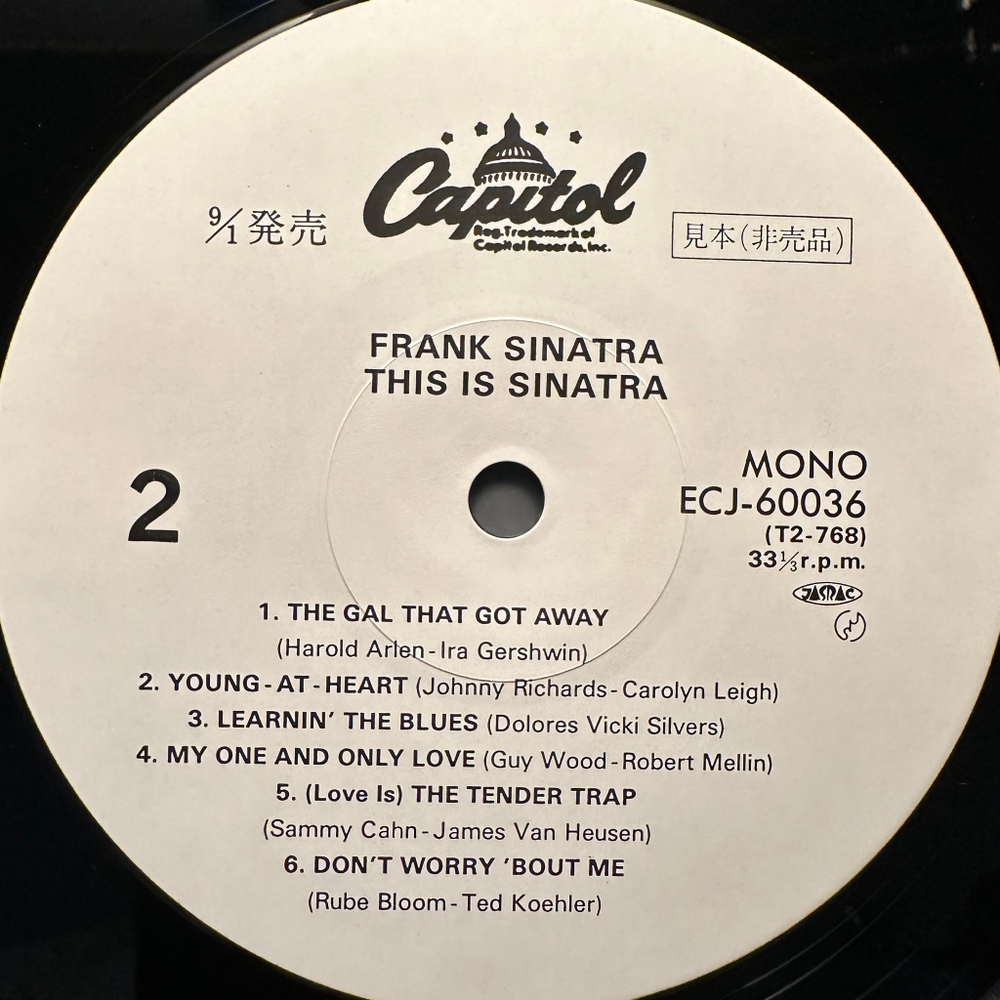 Capitol
Reg. Trademark of
Capitol Records, Inc.
9/1 発売
見本(非売品)
FRANK SINATRA
THIS IS SINATRA
2
MONO
ECJ-60036
(T2-768)
33⅓r.p.m.
JASRAC
1. THE GAL THAT GOT AWAY
(Harold Arlen-Ira Gershwin)
2. YOUNG-AT-HEART (Johnny Richards-Carolyn Leigh)
3. LEARNIN' THE BLUES (Dolores Vicki Silvers)
4. MY ONE AND ONLY LOVE (Guy Wood-Robert Mellin)
5. (Love Is) THE TENDER TRAP
(Sammy Cahn-James Van Heusen)
6. DON'T WORRY 'BOUT ME
(Rube Bloom-Ted Koehler)